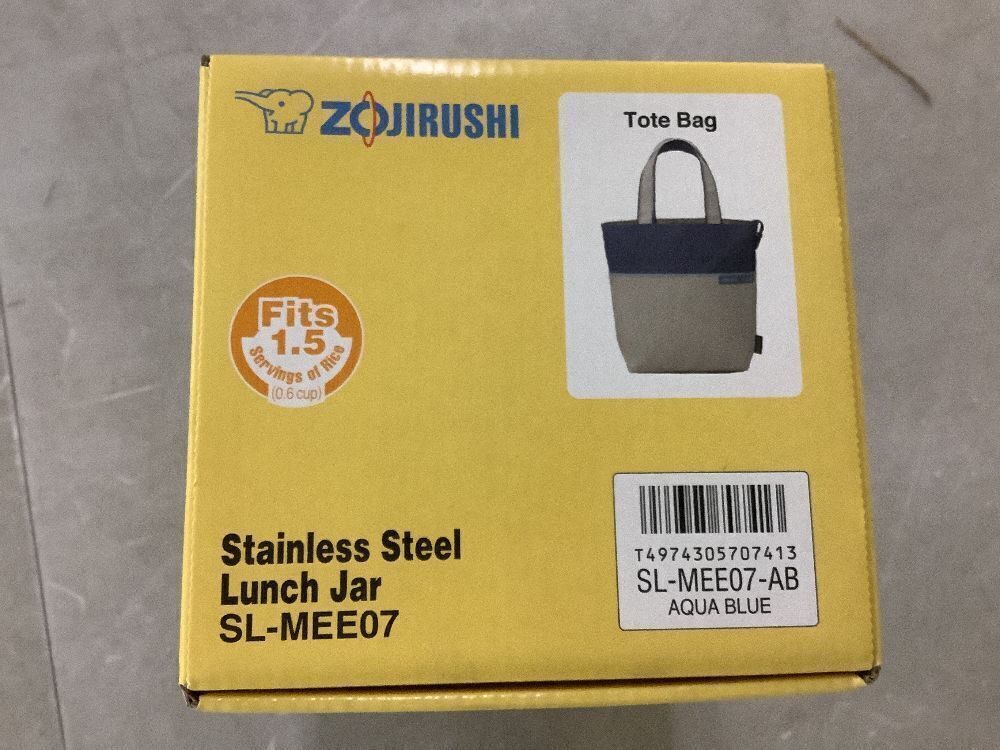 ZOJIRUSHI
Tote Bag
Fits
1.5
Servings of Rice
(0.6 cup)
Stainless Steel
Lunch Jar
SL-MEE07
T4974305707413
SL-MEE07-AB
AQUA BLUE